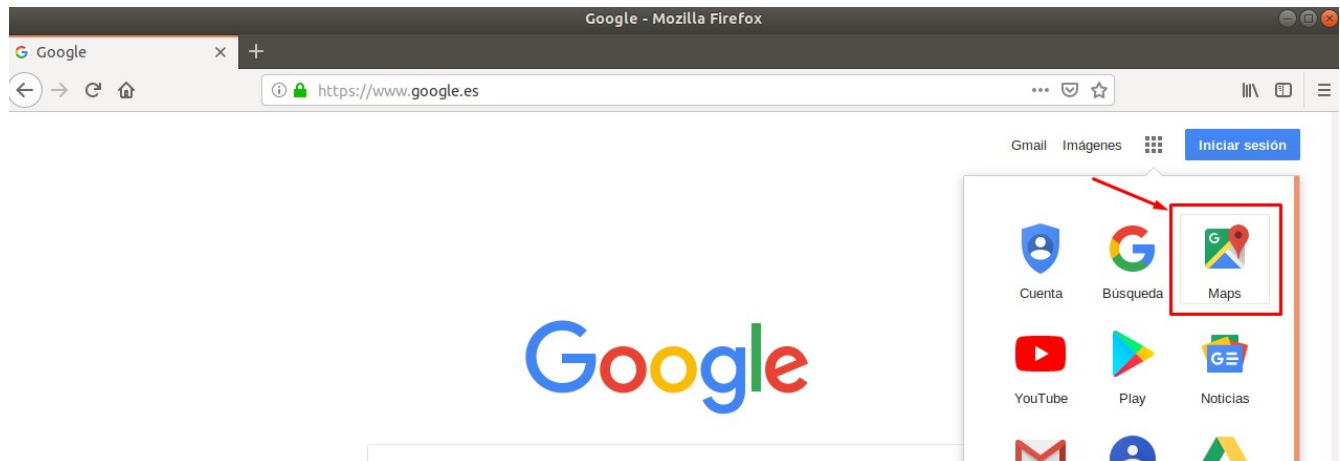 Google - Mozilla Firefox
G Google
https://www.google.es
Gmail Imágenes Iniciar sesión
G G
Cuenta Búsqueda Maps
Google
G
YouTube Play Noticias